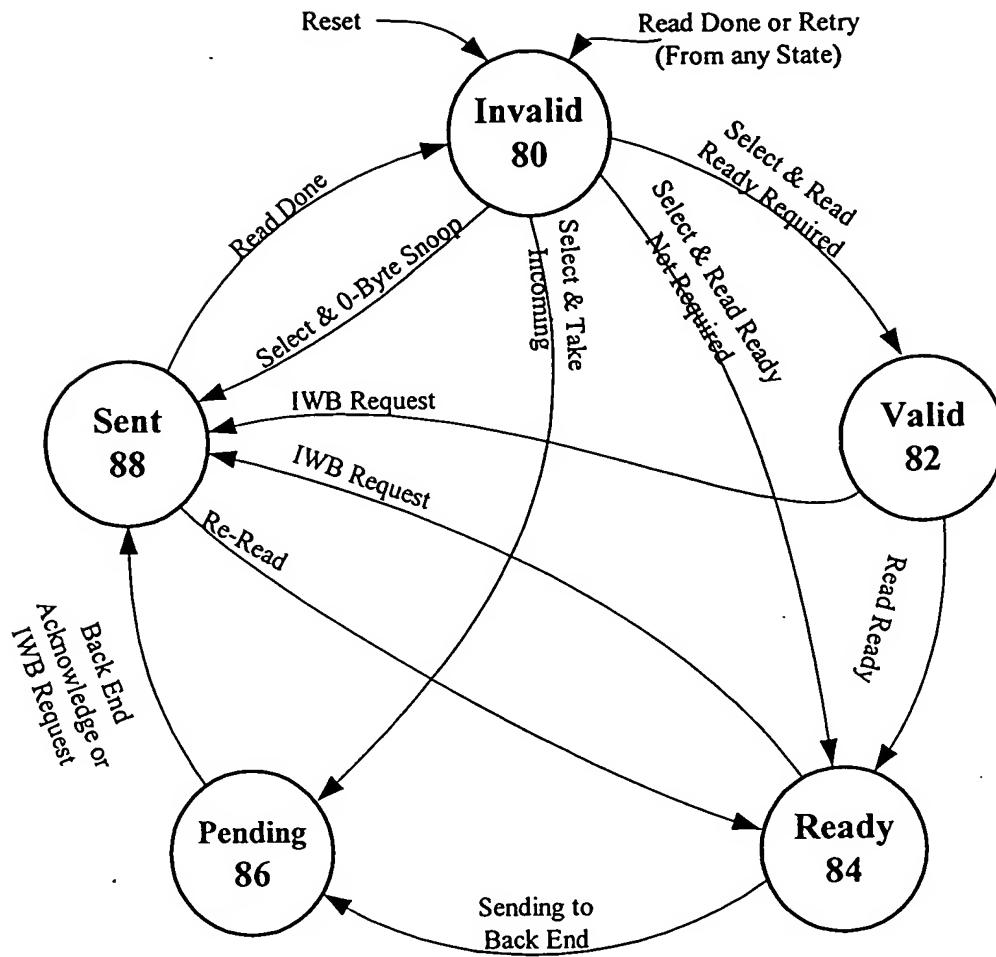 Reset
Read Done or Retry
(From any State)
Invalid
80
Select & Read
Ready Required
Select & Read Ready
Not Required
Select & Take
Incoming
Select & 0-Byte Snoop
Read Done
Sent
88
IWB Request
Valid
82
IWB Request
Re-Read
Read Ready
Back End
Acknowledge or
IWB Request
Pending
86
Ready
84
Sending to
Back End